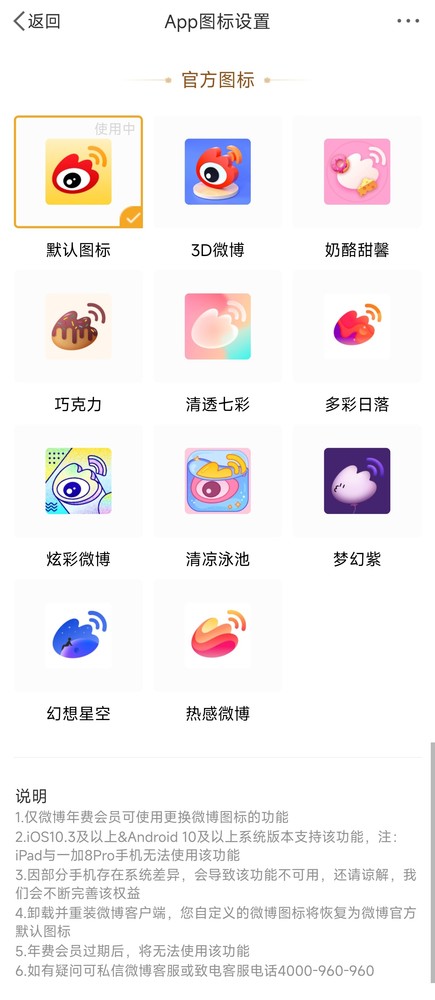 返回
App图标设置
官方图标
使用中
默认图标
3D微博
奶酪甜馨
巧克力
清透七彩
多彩日落
炫彩微博
清凉泳池
梦幻紫
幻想星空
热感微博
说明
1.仅微博年费会员可使用更换微博图标的功能
2.iOS10.3及以上&Android 10及以上系统版本支持该功能，注：
iPad与一加8Pro手机无法使用该功能
3.因部分手机存在系统差异，会导致该功能不可用，还请谅解，我
们会不断完善该权益
4.卸载并重装微博客户端，您自定义的微博图标将恢复为微博官方
默认图标
5.年费会员过期后，将无法使用该功能
6.如有疑问可私信微博客服或致电客服电话4000-960-960